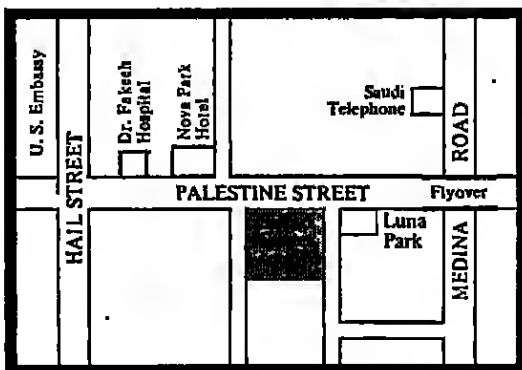 U. S. Embassy
HAIL STREET
Dr. Fakeeh
Hospital
Nova Park
Hotel
Saudi
Telephone
ROAD
PALESTINE STREET
Flyover
Luna
Park
MEDINA